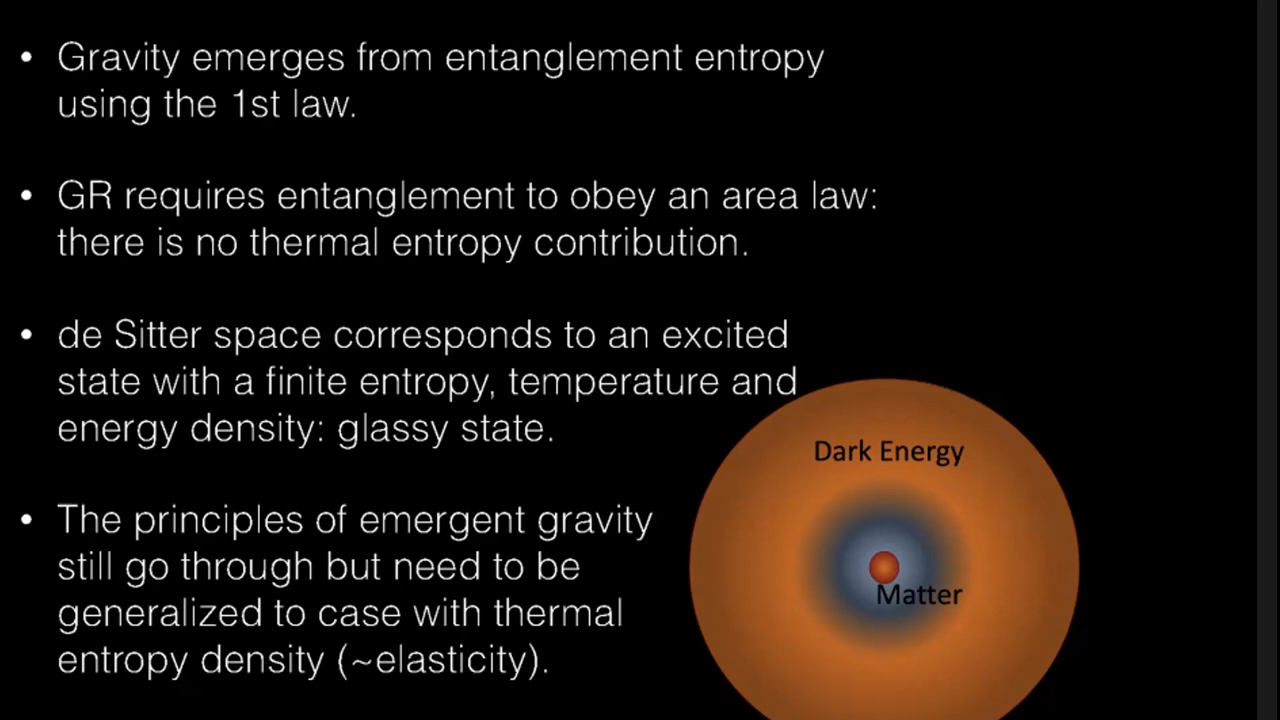 • Gravity emerges from entanglement entropy
using the 1st law.
• GR requires entanglement to obey an area law:
there is no thermal entropy contribution.
• de Sitter space corresponds to an excited
state with a finite entropy, temperature and
energy density: glassy state.
• The principles of emergent gravity
still go through but need to be
generalized to case with thermal
entropy density (~elasticity).
Dark Energy
Matter